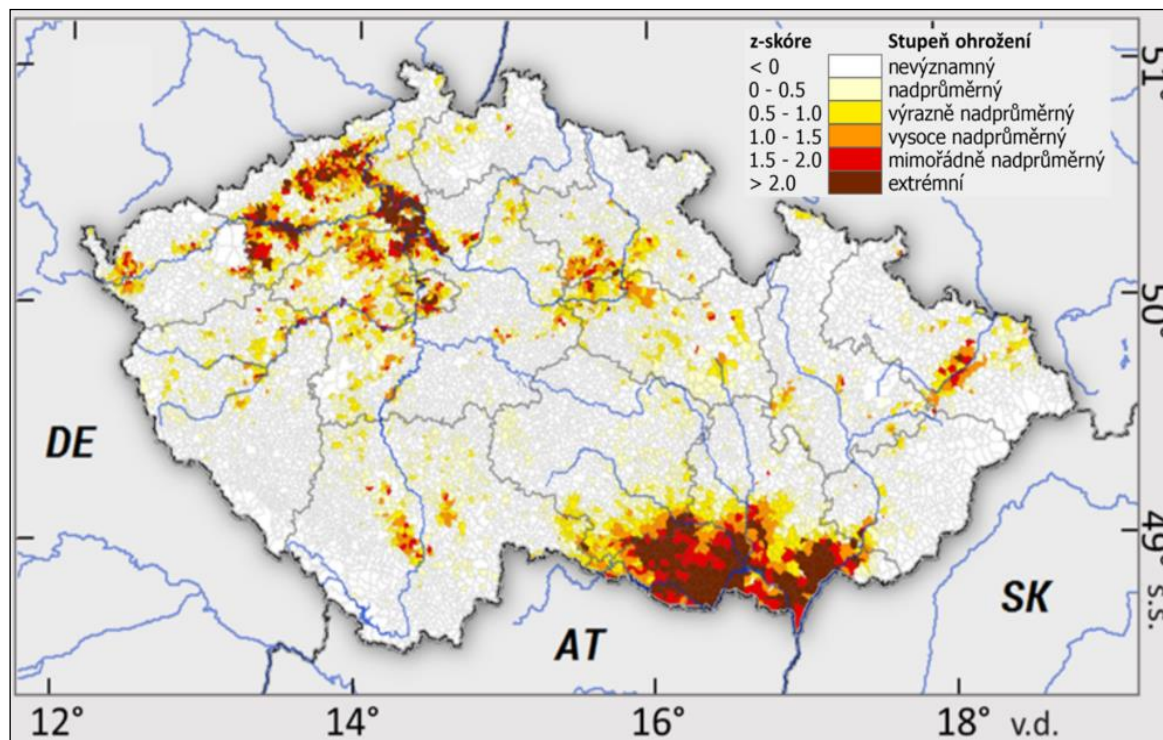 z-skóre Stupeň ohrožení
< 0 nevýznamný
0 - 0.5 nadprůměrný
0.5 - 1.0 výrazně nadprůměrný
1.0 - 1.5 vysoce nadprůměrný
1.5 - 2.0 mimořádně nadprůměrný
> 2.0 extrémní
51°
50°
49° s.š.
DE
AT
SK
12° 14° 16° 18° v.d.